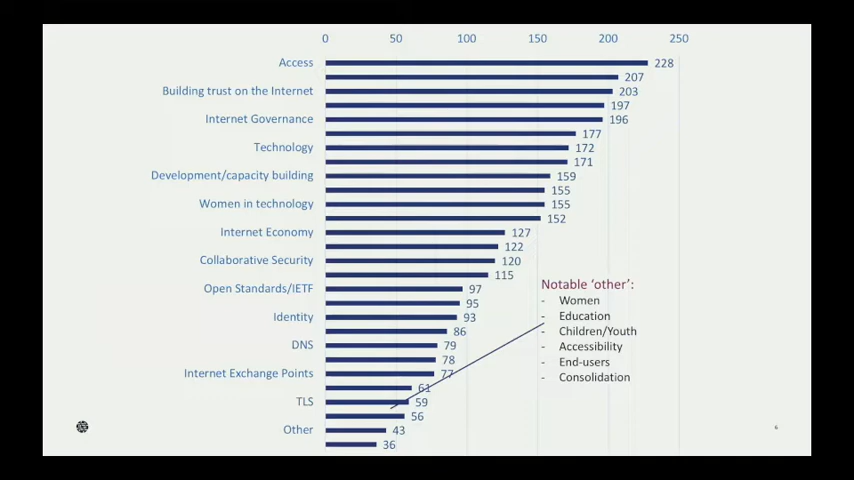 0 50 100 150 200 250
Access 228
207
Building trust on the Internet 203
197
Internet Governance 196
177
Technology 172
171
Development/capacity building 159
155
Women in technology 155
152
Internet Economy 127
122
Collaborative Security 120
115
Open Standards/IETF 97
95
Identity 93
86
DNS 79
78
Internet Exchange Points 77
61
TLS 59
56
Other 43
36
Notable ‘other’:
- Women
- Education
- Children/Youth
- Accessibility
- End-users
- Consolidation
6